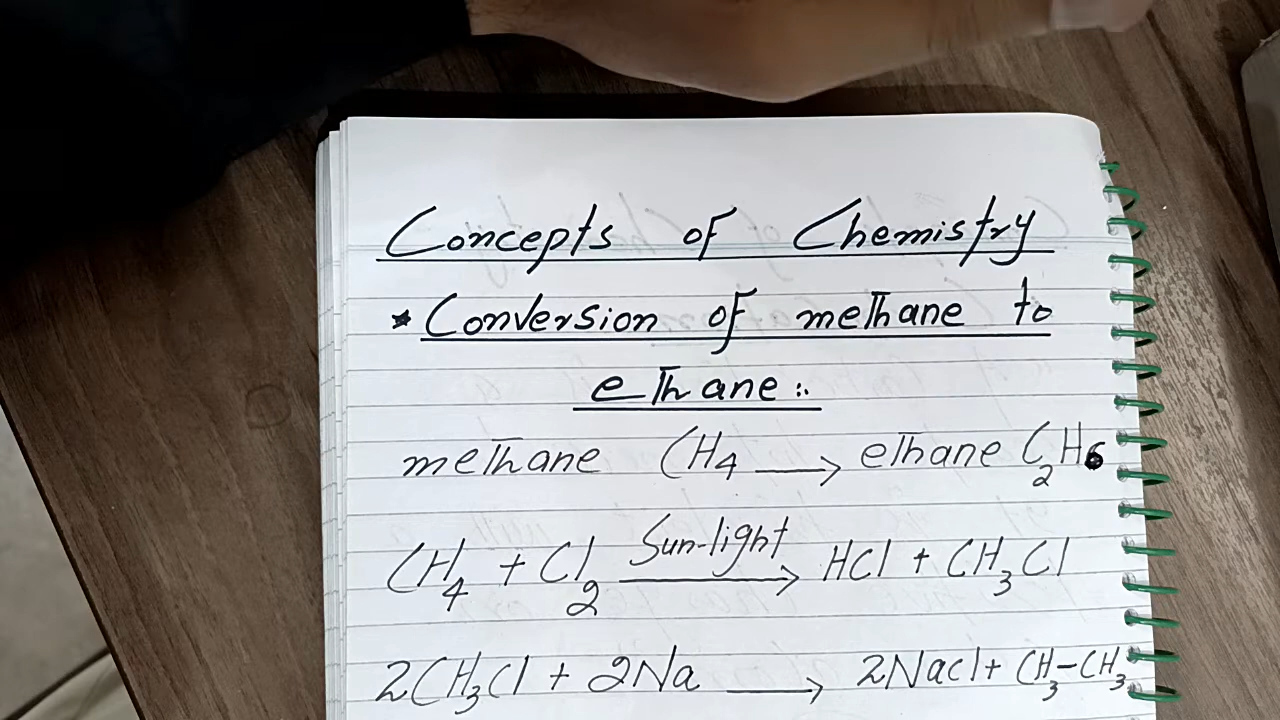 Concepts of Chemistry
* Conversion of methane to
ethane :.
methane CH4 ⟶ ethane C2H6
CH4 + Cl2 Sun-light⟶ HCl + CH3Cl
2CH3Cl + 2Na ⟶ 2Nacl + CH3-CH3